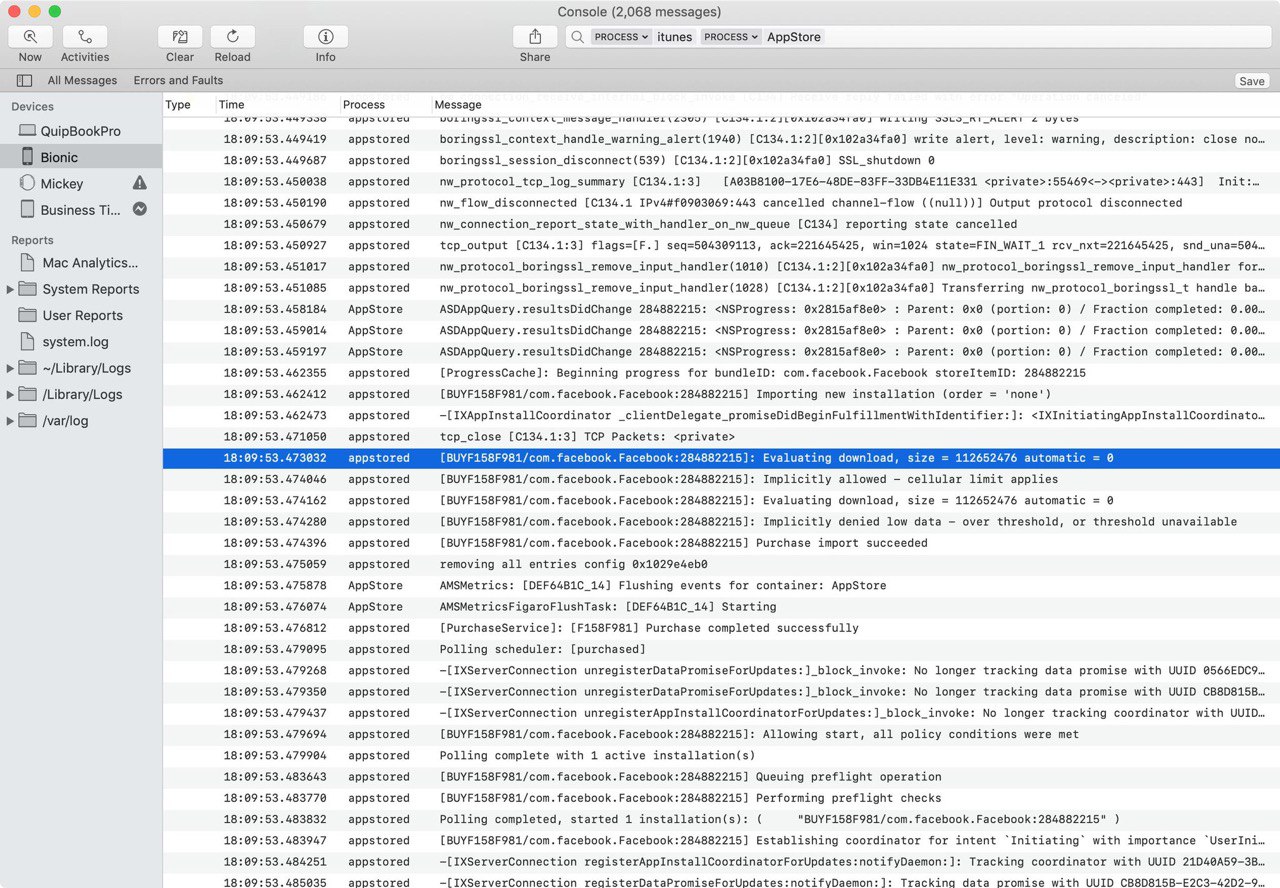 Console (2,068 messages)
Now Activities Clear Reload Info Share PROCESS itunes PROCESS AppStore
All Messages Errors and Faults Save
Devices
QuipBookPro
Bionic
Mickey
Business Ti...
Reports
Mac Analytics...
System Reports
User Reports
system.log
~/Library/Logs
/Library/Logs
/var/log
Type Time Process Message
18:09:53.449338 appstored boringssl_context_message_handler(2305) [C134.1:2][0x102a34fa0] Writing SSL3_RT_ALERT 2 bytes
18:09:53.449419 appstored boringssl_context_handle_warning_alert(1940) [C134.1:2][0x102a34fa0] write alert, level: warning, description: close no...
18:09:53.449687 appstored boringssl_session_disconnect(539) [C134.1:2][0x102a34fa0] SSL_shutdown 0
18:09:53.450038 appstored nw_protocol_tcp_log_summary [C134.1:3] [A03B8100-17E6-48DE-83FF-33DB4E11E331 <private>:55469<-><private>:443] Init:...
18:09:53.450190 appstored nw_flow_disconnected [C134.1 IPv4#f0903069:443 cancelled channel-flow ((null))] Output protocol disconnected
18:09:53.450679 appstored nw_connection_report_state_with_handler_on_nw_queue [C134] reporting state cancelled
18:09:53.450927 appstored tcp_output [C134.1:3] flags=[F.] seq=504309113, ack=221645425, win=1024 state=FIN_WAIT_1 rcv_nxt=221645425, snd_una=504...
18:09:53.451017 appstored nw_protocol_boringssl_remove_input_handler(1010) [C134.1:2][0x102a34fa0] nw_protocol_boringssl_remove_input_handler for...
18:09:53.451085 appstored nw_protocol_boringssl_remove_input_handler(1028) [C134.1:2][0x102a34fa0] Transferring nw_protocol_boringssl_t handle ba...
18:09:53.458184 AppStore ASDAppQuery.resultsDidChange 284882215: <NSProgress: 0x2815af8e0> : Parent: 0x0 (portion: 0) / Fraction completed: 0.00...
18:09:53.459014 AppStore ASDAppQuery.resultsDidChange 284882215: <NSProgress: 0x2815af8e0> : Parent: 0x0 (portion: 0) / Fraction completed: 0.00...
18:09:53.459197 AppStore ASDAppQuery.resultsDidChange 284882215: <NSProgress: 0x2815af8e0> : Parent: 0x0 (portion: 0) / Fraction completed: 0.00...
18:09:53.462355 appstored [ProgressCache]: Beginning progress for bundleID: com.facebook.Facebook storeItemID: 284882215
18:09:53.462412 appstored [BUYF158F981/com.facebook.Facebook:284882215] Importing new installation (order = 'none')
18:09:53.462473 appstored -[IXAppInstallCoordinator _clientDelegate_promiseDidBeginFulfillmentWithIdentifier:]: <IXInitiatingAppInstallCoordinato...
18:09:53.471050 appstored tcp_close [C134.1:3] TCP Packets: <private>
18:09:53.473032 appstored [BUYF158F981/com.facebook.Facebook:284882215]: Evaluating download, size = 112652476 automatic = 0
18:09:53.474046 appstored [BUYF158F981/com.facebook.Facebook:284882215]: Implicitly allowed - cellular limit applies
18:09:53.474162 appstored [BUYF158F981/com.facebook.Facebook:284882215]: Evaluating download, size = 112652476 automatic = 0
18:09:53.474280 appstored [BUYF158F981/com.facebook.Facebook:284882215]: Implicitly denied low data - over threshold, or threshold unavailable
18:09:53.474396 appstored [BUYF158F981/com.facebook.Facebook:284882215] Purchase import succeeded
18:09:53.475059 appstored removing all entries config 0x1029e4eb0
18:09:53.475878 AppStore AMSMetrics: [DEF64B1C_14] Flushing events for container: AppStore
18:09:53.476074 AppStore AMSMetricsFigaroFlushTask: [DEF64B1C_14] Starting
18:09:53.476812 appstored [PurchaseService]: [F158F981] Purchase completed successfully
18:09:53.479095 appstored Polling scheduler: [purchased]
18:09:53.479268 appstored -[IXServerConnection unregisterDataPromiseForUpdates:]_block_invoke: No longer tracking data promise with UUID 0566EDC9...
18:09:53.479350 appstored -[IXServerConnection unregisterDataPromiseForUpdates:]_block_invoke: No longer tracking data promise with UUID CB8D815B...
18:09:53.479437 appstored -[IXServerConnection unregisterAppInstallCoordinatorForUpdates:]_block_invoke: No longer tracking coordinator with UUID...
18:09:53.479694 appstored [BUYF158F981/com.facebook.Facebook:284882215]: Allowing start, all policy conditions were met
18:09:53.479904 appstored Polling complete with 1 active installation(s)
18:09:53.483643 appstored [BUYF158F981/com.facebook.Facebook:284882215] Queuing preflight operation
18:09:53.483770 appstored [BUYF158F981/com.facebook.Facebook:284882215] Performing preflight checks
18:09:53.483832 appstored Polling completed, started 1 installation(s): ( "BUYF158F981/com.facebook.Facebook:284882215" )
18:09:53.483947 appstored [BUYF158F981/com.facebook.Facebook:284882215] Establishing coordinator for intent `Initiating` with importance `UserIni...
18:09:53.484251 appstored -[IXServerConnection registerAppInstallCoordinatorForUpdates:notifyDaemon:]: Tracking coordinator with UUID 21D40A59-3B...